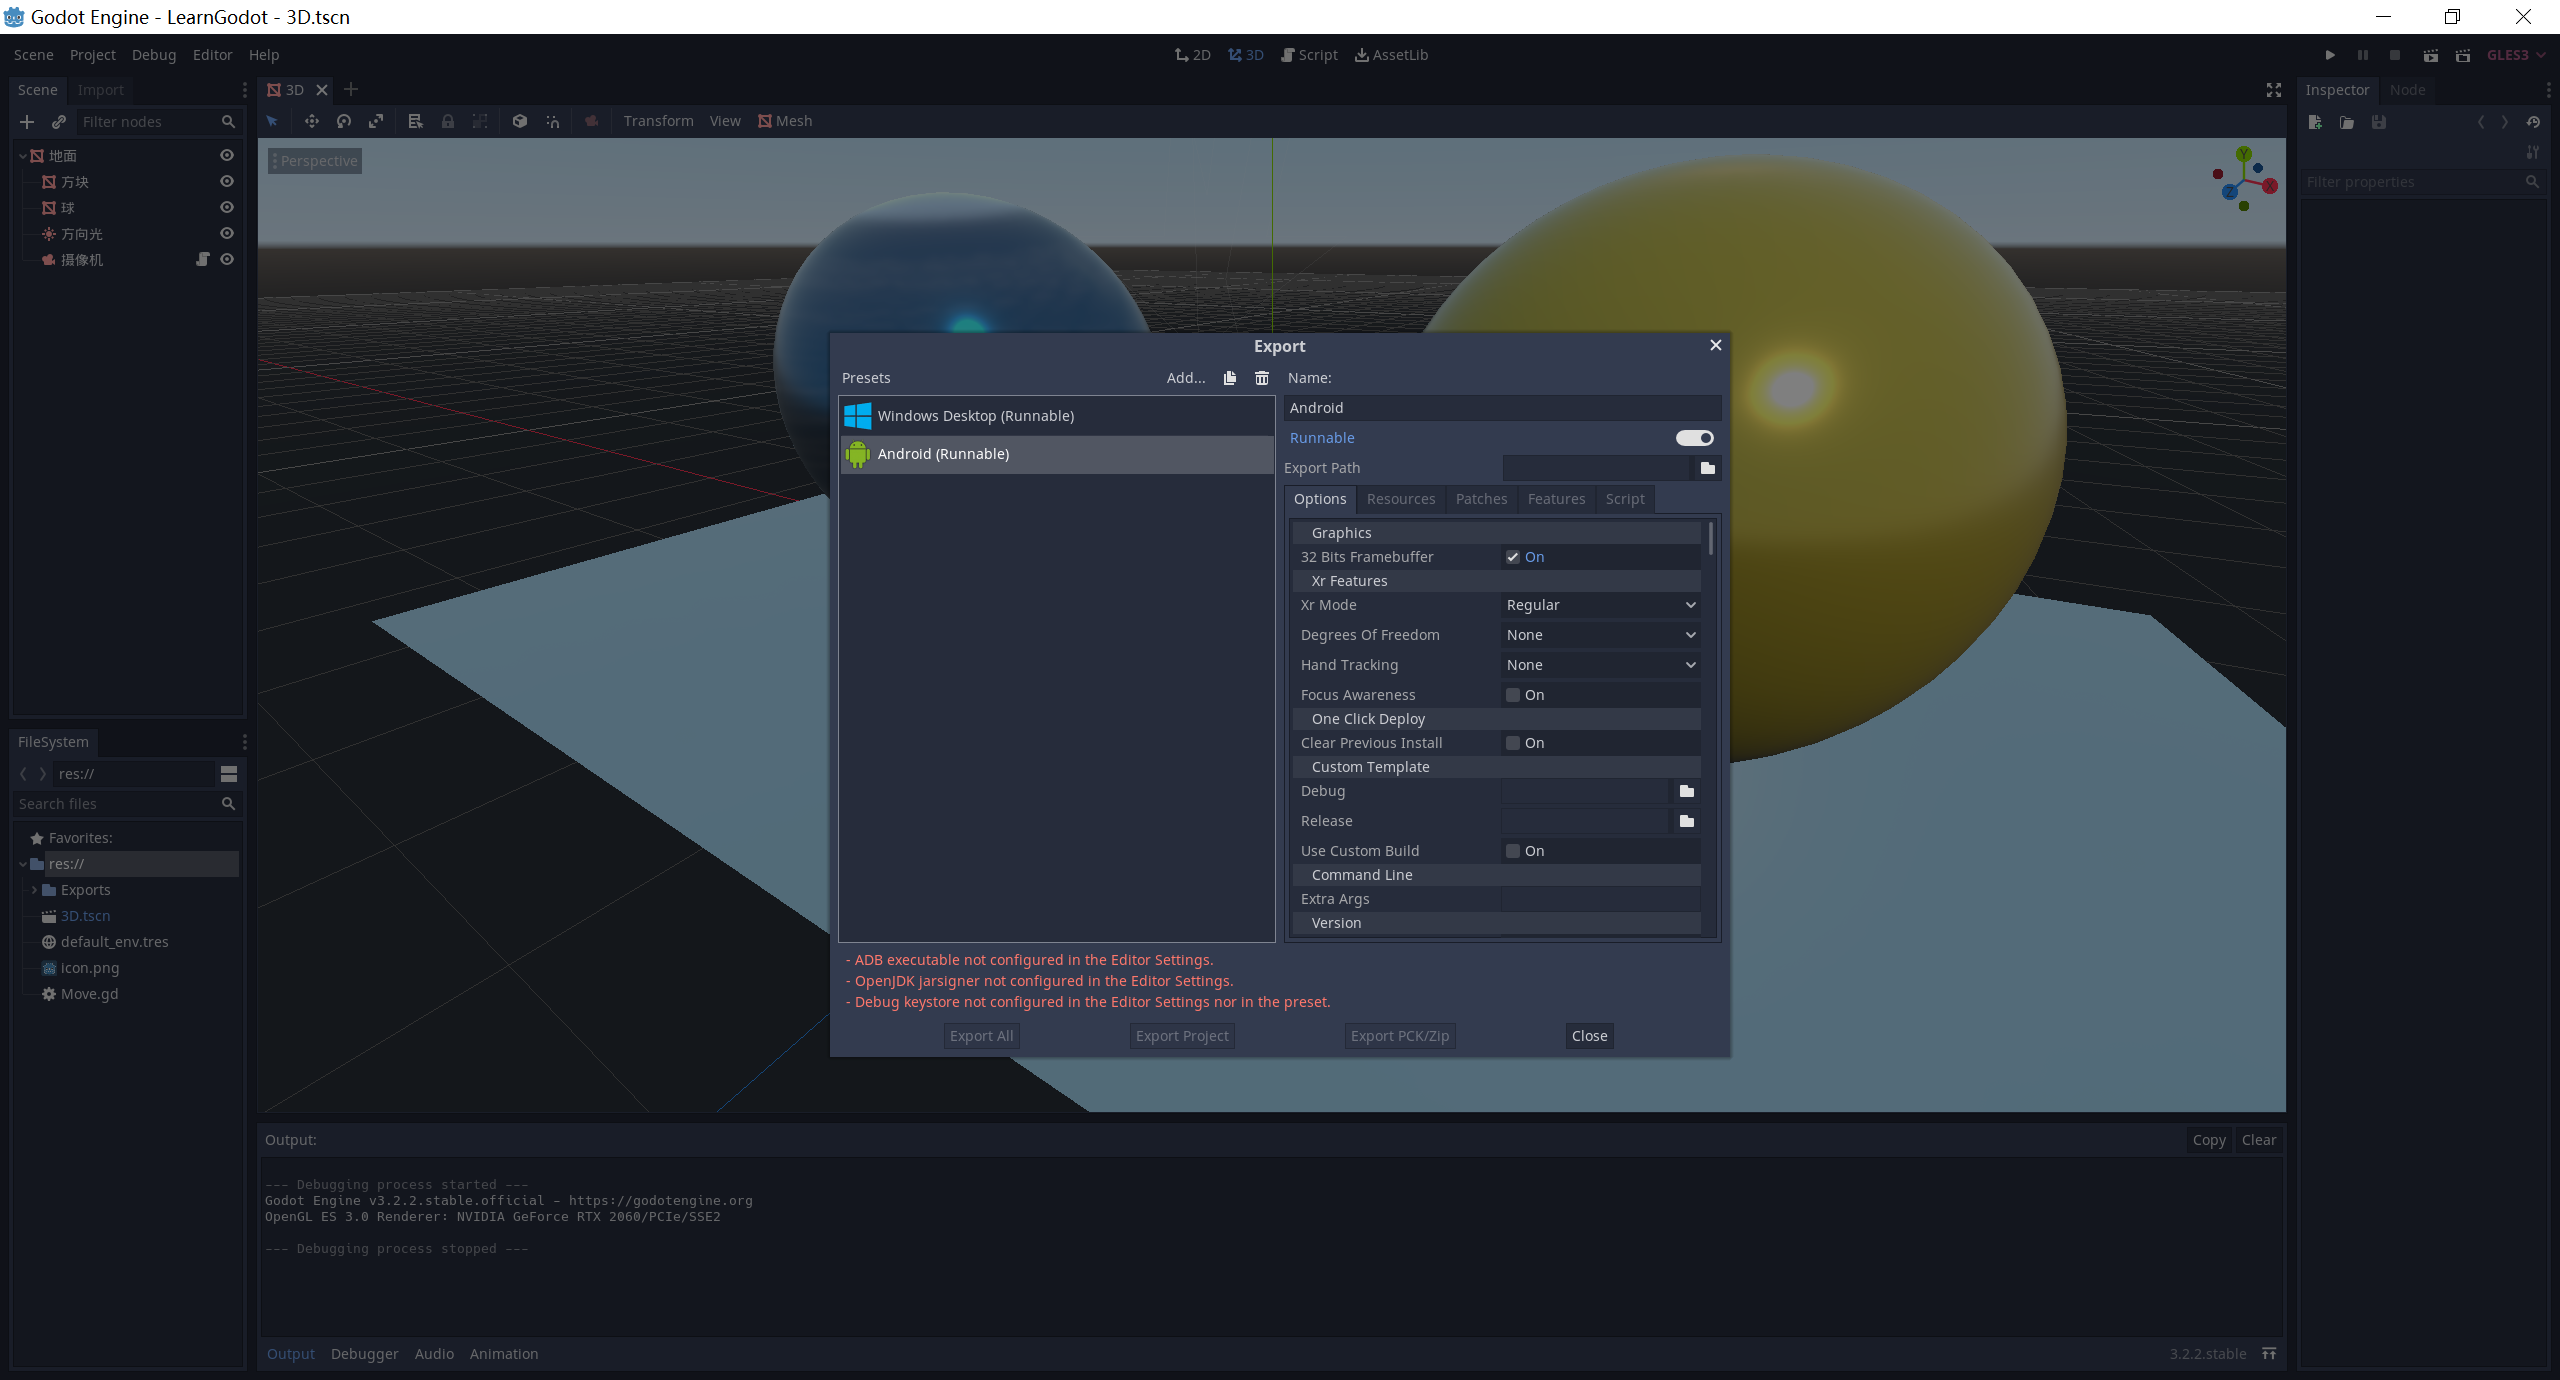 Godot Engine - LearnGodot - 3D.tscn
Scene Project Debug Editor Help
2D 3D Script AssetLib
GLES3
Scene Import
3D
Inspector Node
Filter nodes
Transform View Mesh
Perspective
Filter properties
地面
方块
球
方向光
摄像机
Y
X
Z
Export
Presets Add... Name:
Windows Desktop (Runnable)
Android (Runnable)
Android
Runnable
Export Path
Options Resources Patches Features Script
Graphics
32 Bits Framebuffer On
Xr Features
Xr Mode Regular
Degrees Of Freedom None
Hand Tracking None
Focus Awareness On
One Click Deploy
Clear Previous Install On
Custom Template
Debug
Release
Use Custom Build On
Command Line
Extra Args
Version
- ADB executable not configured in the Editor Settings.
- OpenJDK jarsigner not configured in the Editor Settings.
- Debug keystore not configured in the Editor Settings nor in the preset.
Export All Export Project Export PCK/Zip Close
FileSystem
res://
Search files
Favorites:
res://
Exports
3D.tscn
default_env.tres
icon.png
Move.gd
Output:
Copy Clear
--- Debugging process started ---
Godot Engine v3.2.2.stable.official - https://godotengine.org
OpenGL ES 3.0 Renderer: NVIDIA GeForce RTX 2060/PCIe/SSE2
--- Debugging process stopped ---
Output Debugger Audio Animation
3.2.2.stable